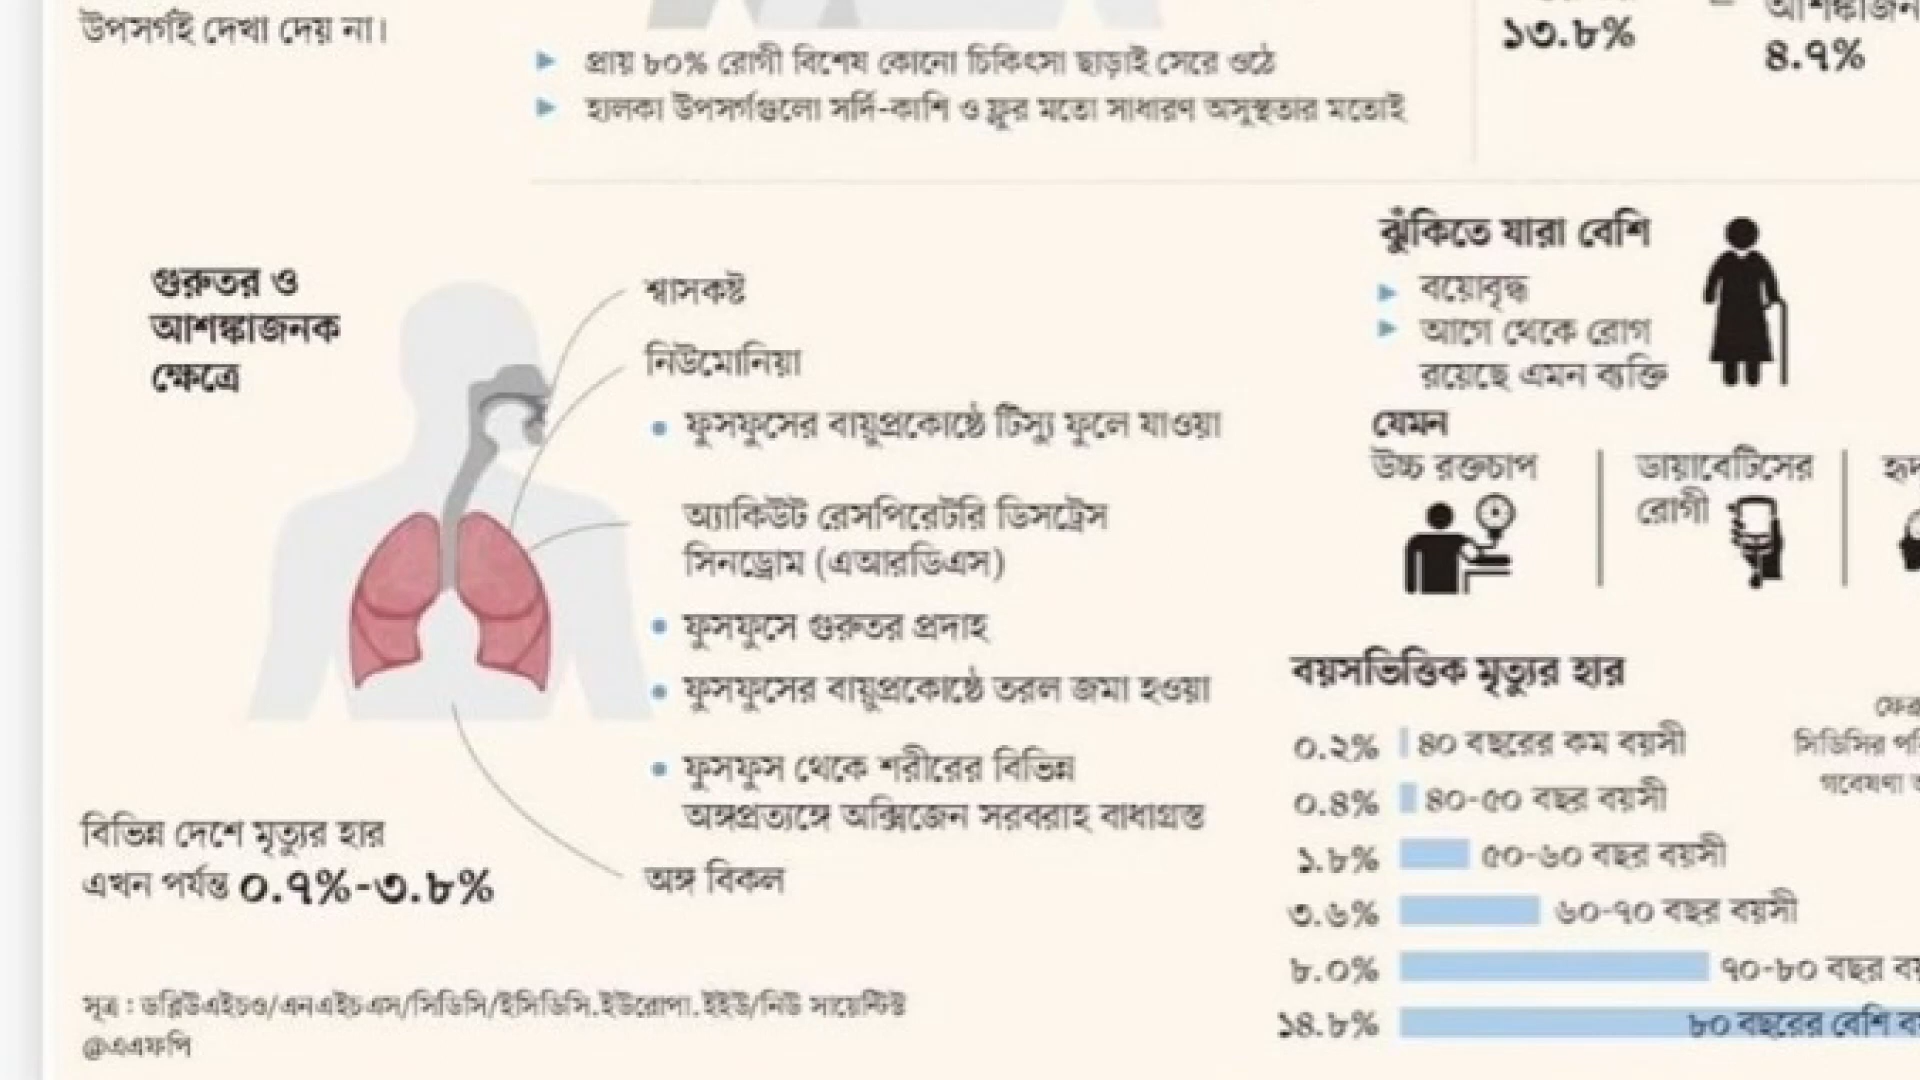 উপসর্গই দেখা দেয় না।
প্রায় ৮০% রোগী বিশেষ কোনো চিকিৎসা ছাড়াই সেরে ওঠে
হালকা উপসর্গগুলো সর্দি-কাশি ও ফ্লুর মতো সাধারণ অসুস্থতার মতোই
১৩.৮%
৪.৭%
গুরুতর ও
আশঙ্কাজনক
ক্ষেত্রে
শ্বাসকষ্ট
নিউমোনিয়া
ফুসফুসের বায়ুপ্রকোষ্ঠে টিস্যু ফুলে যাওয়া
অ্যাকিউট রেসপিরেটরি ডিসট্রেস
সিনড্রোম (এআরডিএস)
ফুসফুসে গুরুতর প্রদাহ
ফুসফুসের বায়ুপ্রকোষ্ঠে তরল জমা হওয়া
ফুসফুস থেকে শরীরের বিভিন্ন
অঙ্গপ্রত্যঙ্গে অক্সিজেন সরবরাহ বাধাগ্রস্ত
অঙ্গ বিকল
বিভিন্ন দেশে মৃত্যুর হার
এখন পর্যন্ত ০.৭%-৩.৮%
সূত্র : ডব্লিউএইচও/এনএইচএস/সিডিসি/ইসিডিসি.ইউরোপা.ইইউ/নিউ সায়েন্টিস্ট
@এএফপি
ঝুঁকিতে যারা বেশি
বয়োবৃদ্ধ
আগে থেকে রোগ
রয়েছে এমন ব্যক্তি
যেমন
উচ্চ রক্তচাপ
ডায়াবেটিসের
রোগী
বয়সভিত্তিক মৃত্যুর হার
০.২% ৪০ বছরের কম বয়সী
০.৪% ৪০-৫০ বছর বয়সী
১.৮% ৫০-৬০ বছর বয়সী
৩.৬% ৬০-৭০ বছর বয়সী
৮.০% ৭০-৮০ বছর
১৪.৮% ৮০ বছরের বেশি
সিডিসির
গবেষণা